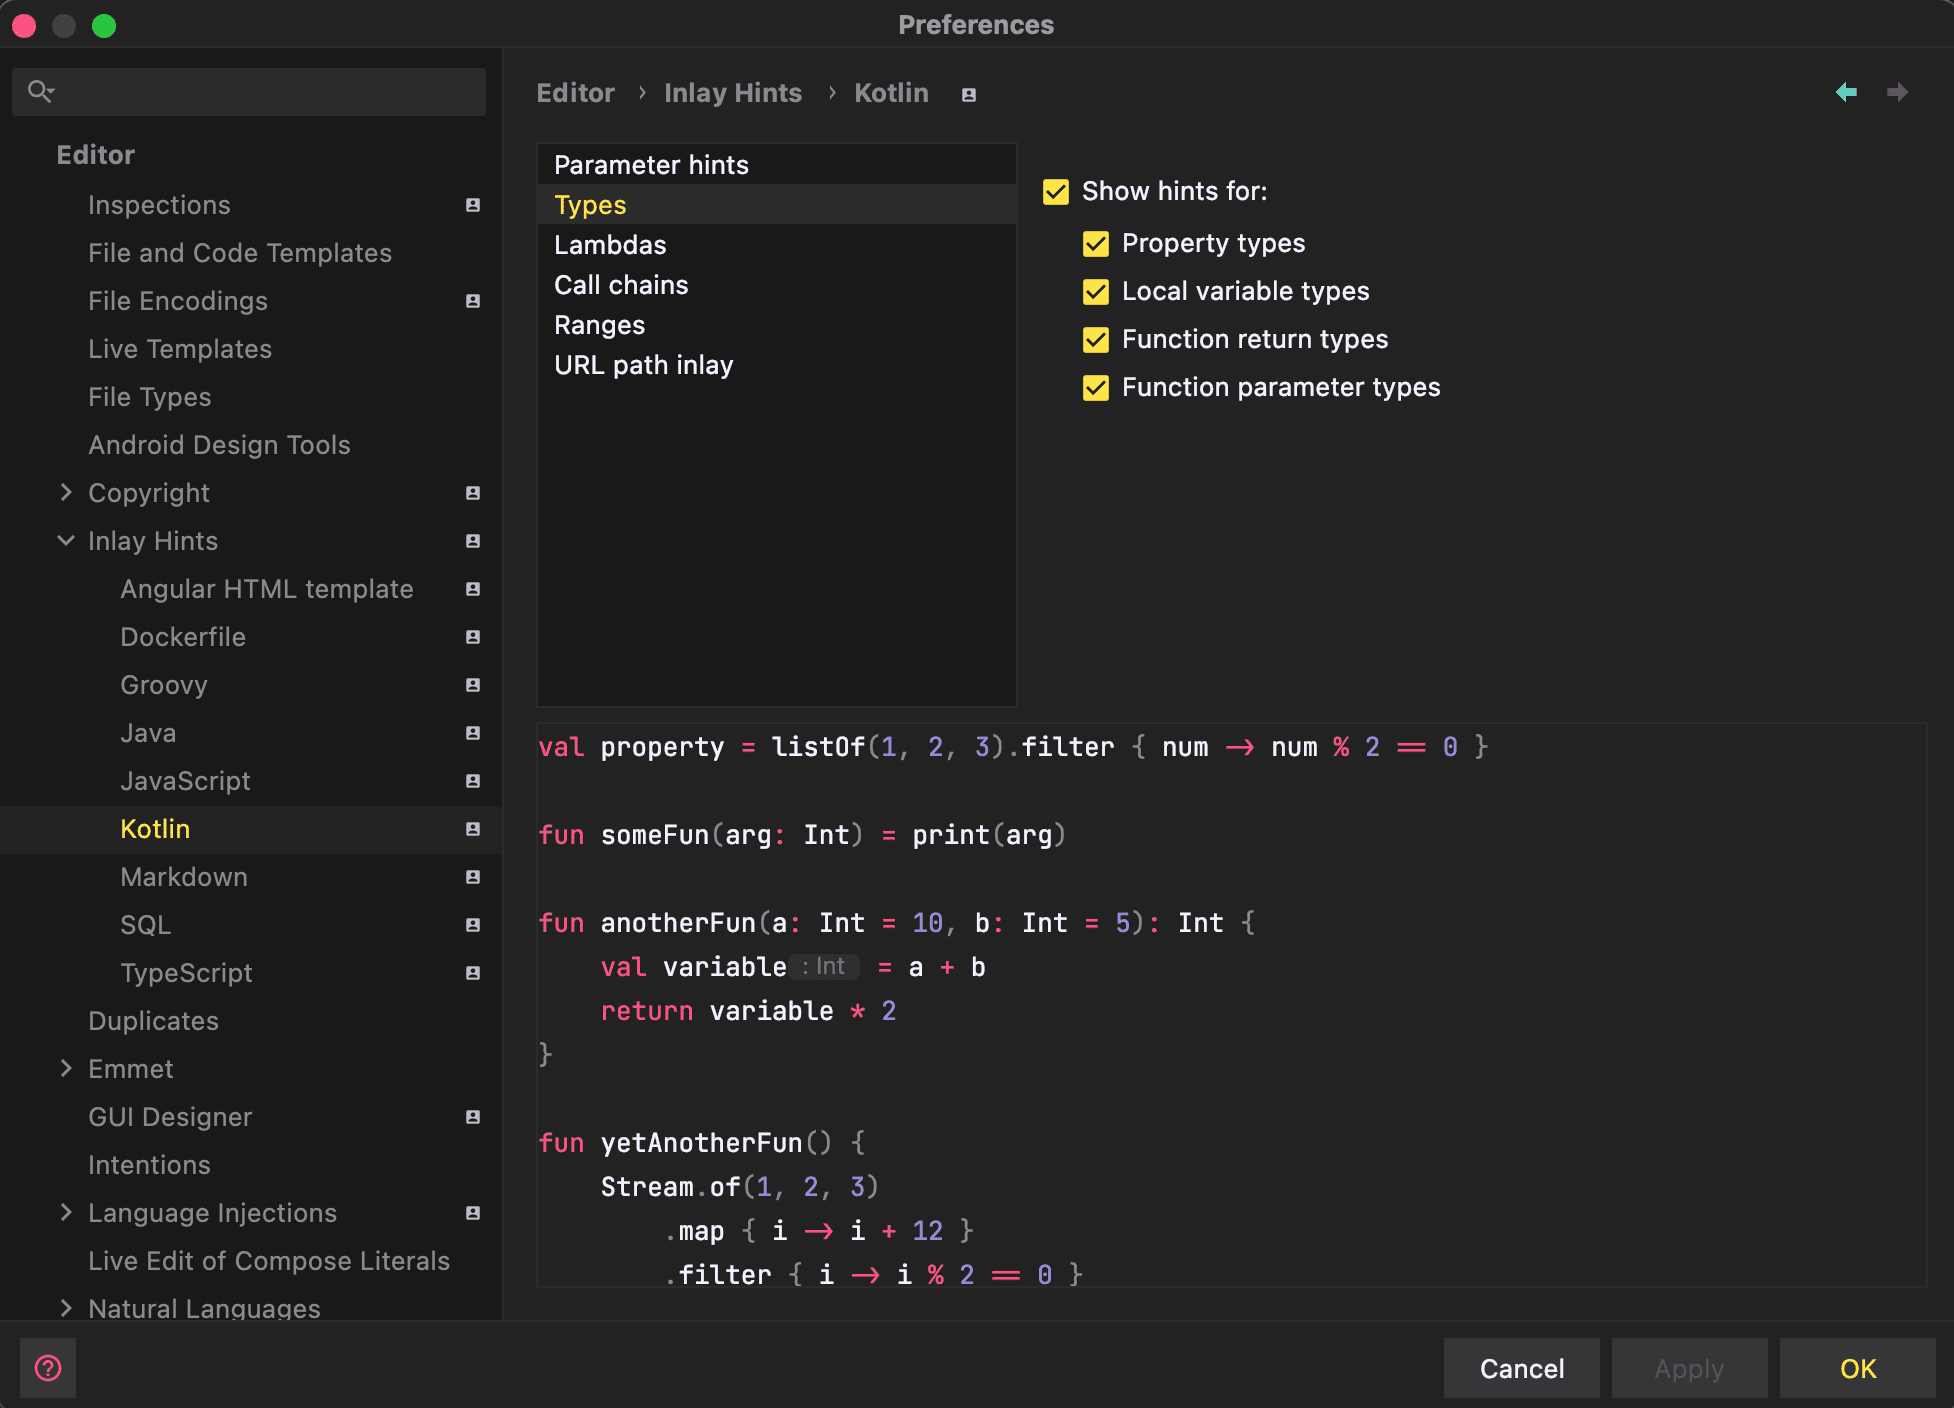 Preferences
Editor
Inspections
File and Code Templates
File Encodings
Live Templates
File Types
Android Design Tools
Copyright
Inlay Hints
Angular HTML template
Dockerfile
Groovy
Java
JavaScript
Kotlin
Markdown
SQL
TypeScript
Duplicates
Emmet
GUI Designer
Intentions
Language Injections
Live Edit of Compose Literals
Natural Languages
Editor › Inlay Hints › Kotlin
Parameter hints
Types
Lambdas
Call chains
Ranges
URL path inlay
Show hints for:
Property types
Local variable types
Function return types
Function parameter types
val property = listOf(1, 2, 3).filter { num -> num % 2 == 0 }
fun someFun(arg: Int) = print(arg)
fun anotherFun(a: Int = 10, b: Int = 5): Int {
    val variable : Int = a + b
    return variable * 2
}
fun yetAnotherFun() {
    Stream.of(1, 2, 3)
        .map { i -> i + 12 }
        .filter { i -> i % 2 == 0 }
?
Cancel
Apply
OK